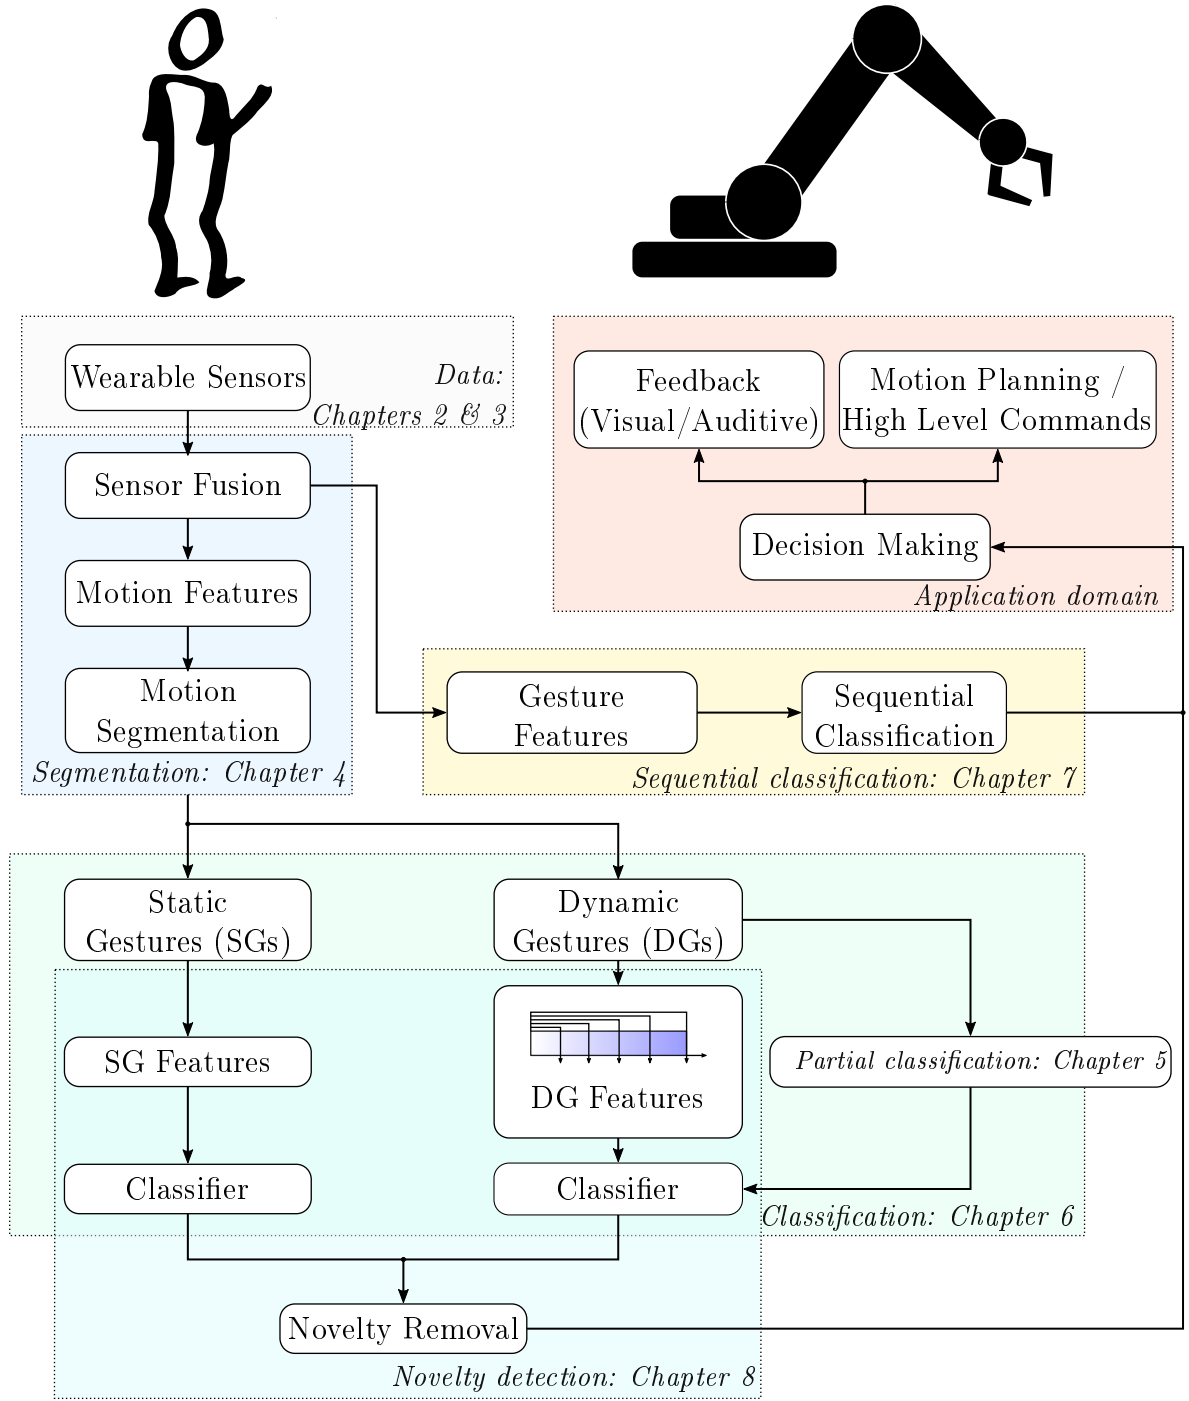 Wearable Sensors
Data:
Chapters 2 & 3
Feedback
(Visual/Auditive)
Motion Planning /
High Level Commands
Sensor Fusion
Decision Making
Application domain
Motion Features
Motion
Segmentation
Segmentation: Chapter 4
Gesture
Features
Sequential
Classification
Sequential classification: Chapter 7
Static
Gestures (SGs)
Dynamic
Gestures (DGs)
SG Features
DG Features
Partial classification: Chapter 5
Classifier
Classifier
Classification: Chapter 6
Novelty Removal
Novelty detection: Chapter 8